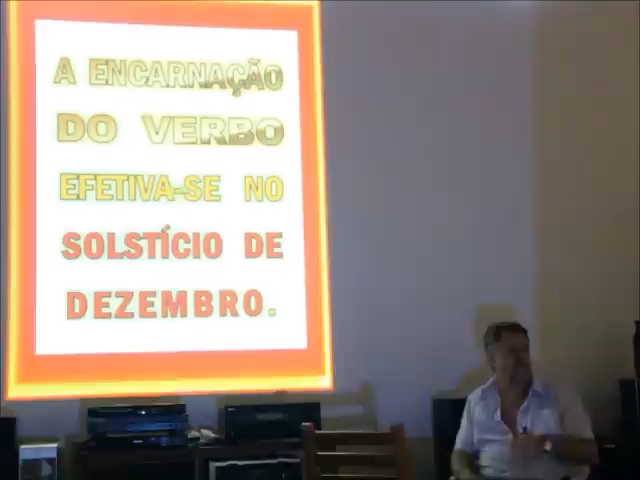 A ENCARNAÇÃO
DO VERBO
EFETIVA-SE NO
SOLSTÍCIO DE
DEZEMBRO.